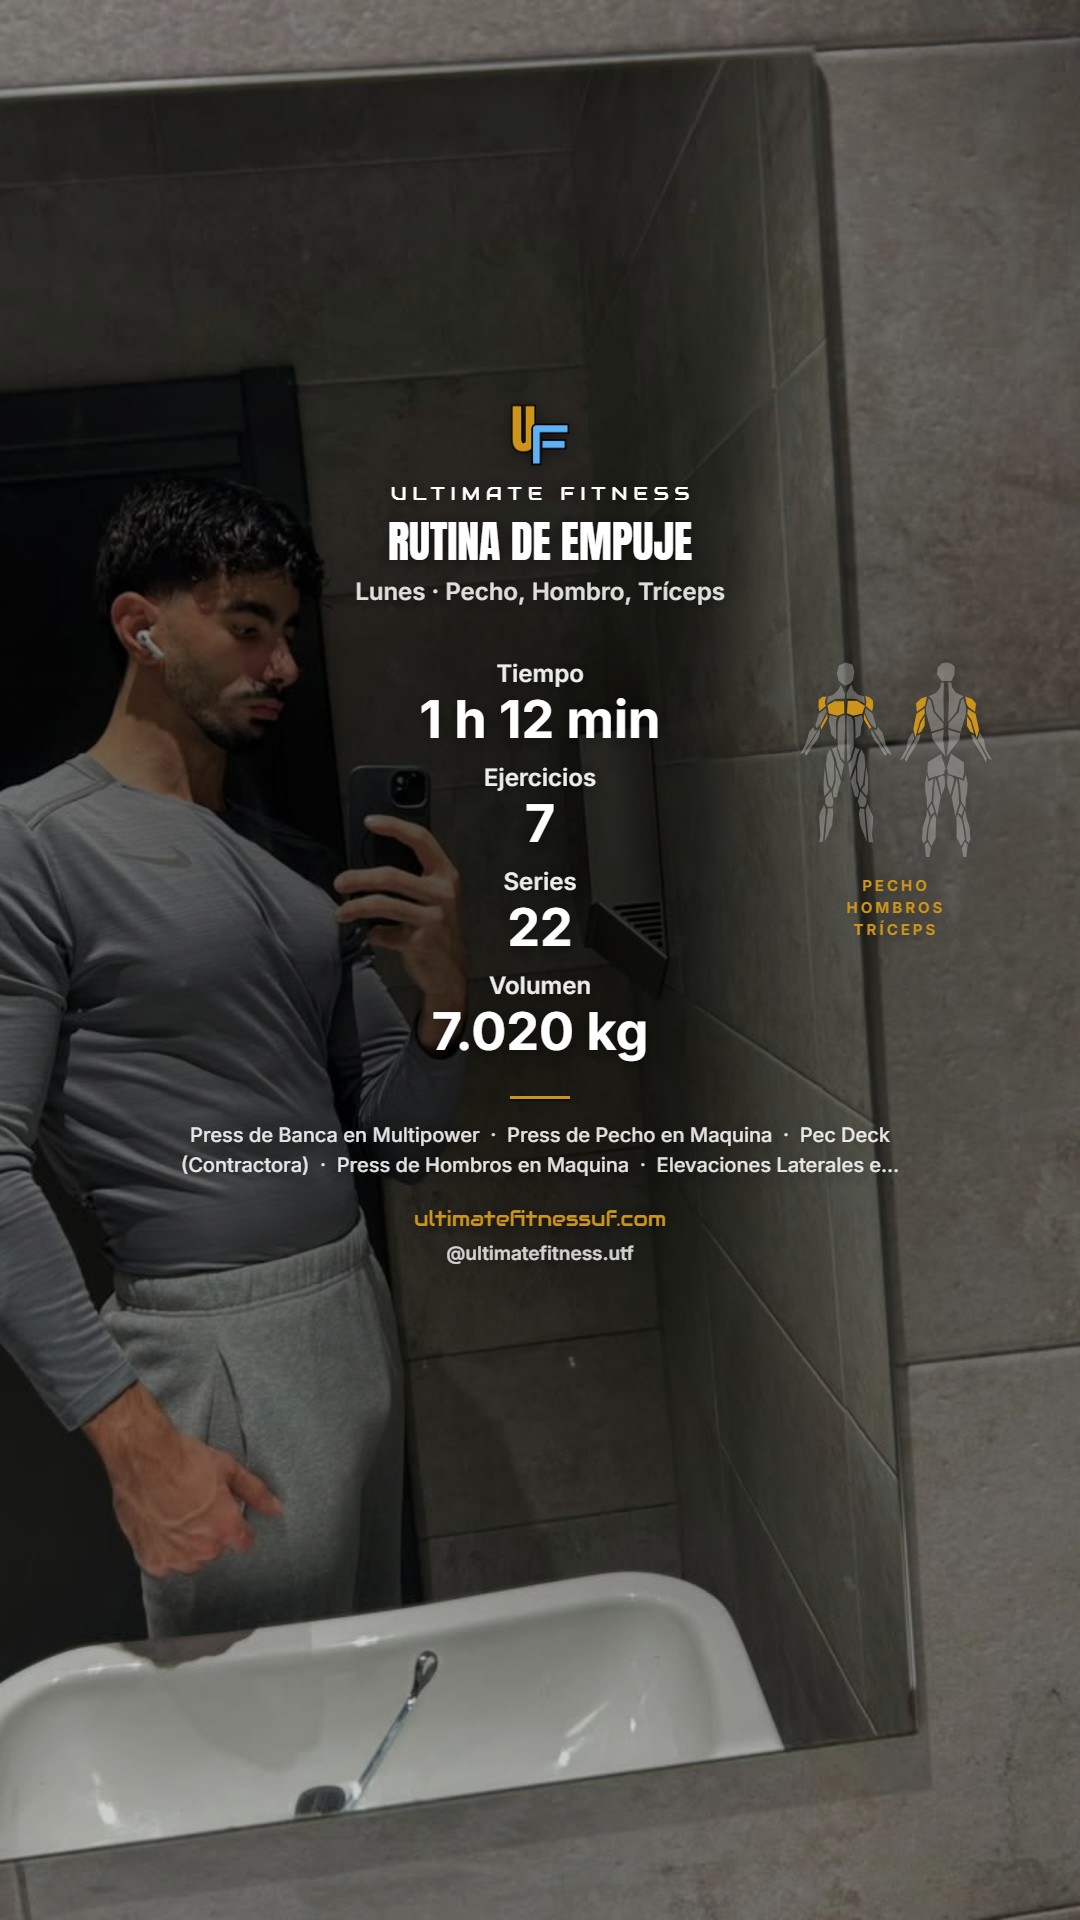 UF
ULTIMATE FITNESS
RUTINA DE EMPUJE
Lunes · Pecho, Hombro, Tríceps
Tiempo
1 h 12 min
Ejercicios
7
Series
22
Volumen
7.020 kg
PECHO
HOMBROS
TRÍCEPS
Press de Banca en Multipower · Press de Pecho en Maquina · Pec Deck
(Contractora) · Press de Hombros en Maquina · Elevaciones Laterales e...
ultimatefitnessuf.com
@ultimatefitness.utf